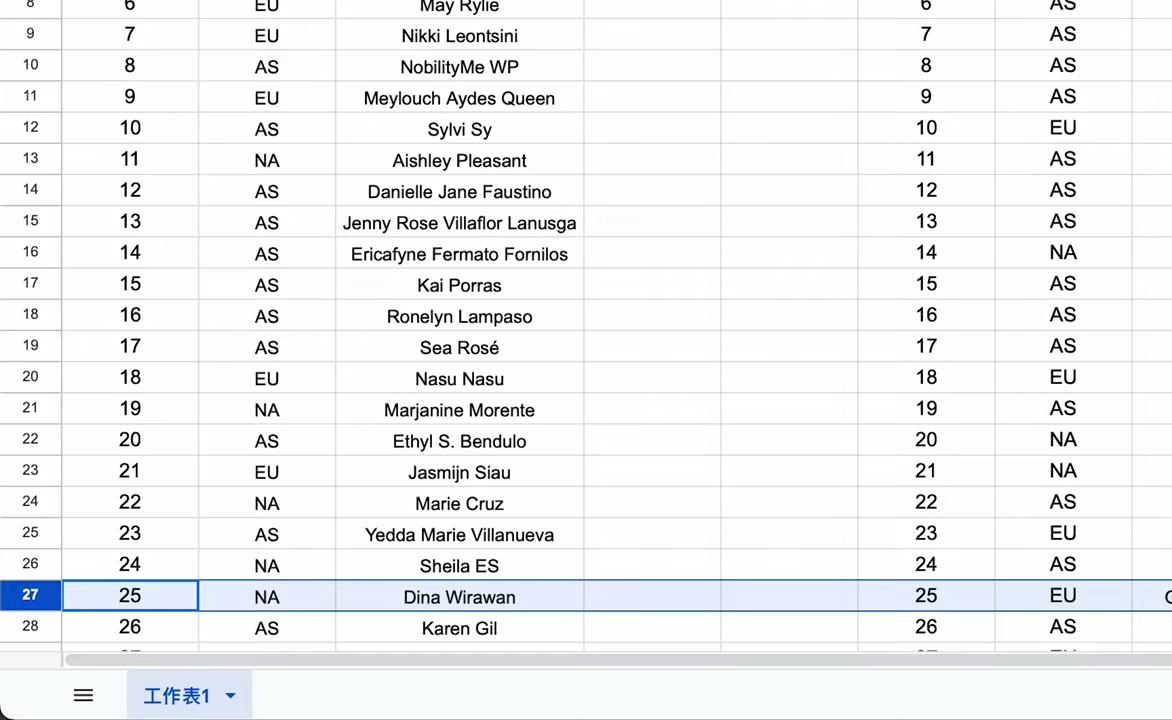 8 6 EU May Rylie 6 AS
9 7 EU Nikki Leontsini 7 AS
10 8 AS NobilityMe WP 8 AS
11 9 EU Meylouch Aydes Queen 9 AS
12 10 AS Sylvi Sy 10 EU
13 11 NA Aishley Pleasant 11 AS
14 12 AS Danielle Jane Faustino 12 AS
15 13 AS Jenny Rose Villaflor Lanusga 13 AS
16 14 AS Ericafyne Fermato Fornilos 14 NA
17 15 AS Kai Porras 15 AS
18 16 AS Ronelyn Lampaso 16 AS
19 17 AS Sea Rosé 17 AS
20 18 EU Nasu Nasu 18 EU
21 19 NA Marjanine Morente 19 AS
22 20 AS Ethyl S. Bendulo 20 NA
23 21 EU Jasmijn Siau 21 NA
24 22 NA Marie Cruz 22 AS
25 23 AS Yedda Marie Villanueva 23 EU
26 24 NA Sheila ES 24 AS
27 25 NA Dina Wirawan 25 EU
28 26 AS Karen Gil 26 AS
工作表1